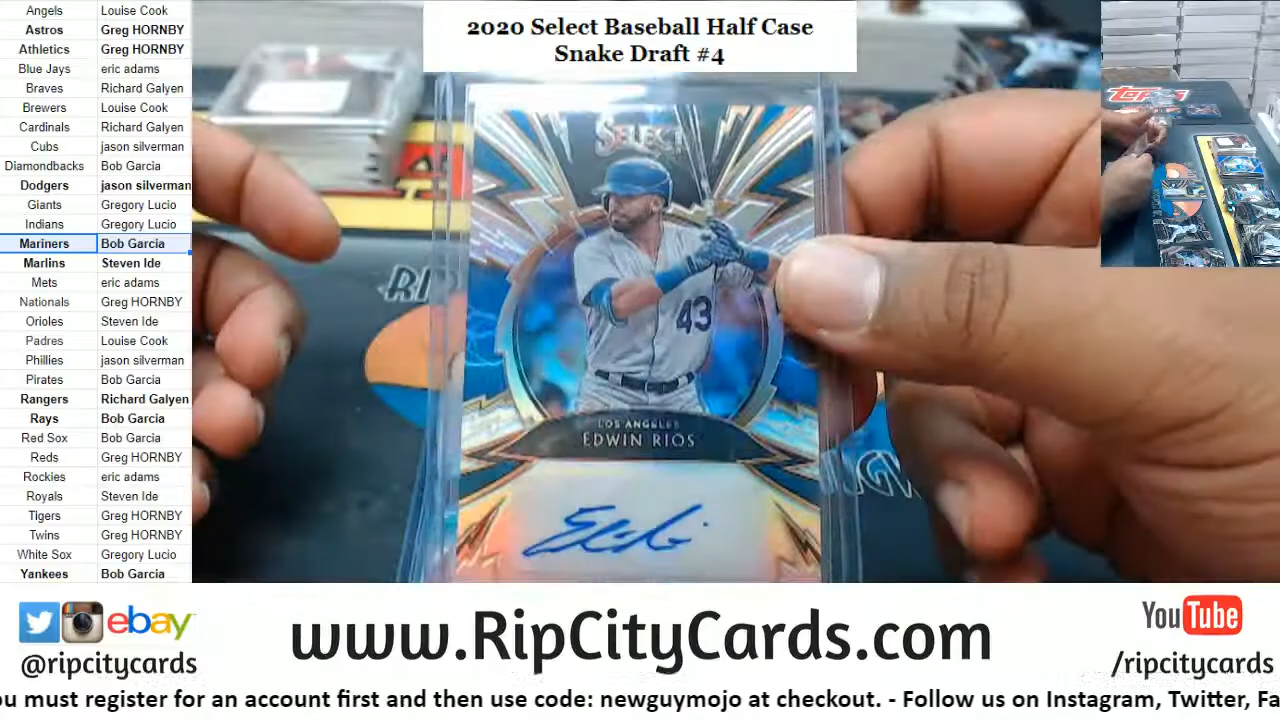 Angels Louise Cook
Astros Greg HORNBY
Athletics Greg HORNBY
Blue Jays eric adams
Braves Richard Galyen
Brewers Louise Cook
Cardinals Richard Galyen
Cubs jason silverman
Diamondbacks Bob Garcia
Dodgers jason silverman
Giants Gregory Lucio
Indians Gregory Lucio
Mariners Bob Garcia
Marlins Steven Ide
Mets eric adams
Nationals Greg HORNBY
Orioles Steven Ide
Padres Louise Cook
Phillies jason silverman
Pirates Bob Garcia
Rangers Richard Galyen
Rays Bob Garcia
Red Sox Bob Garcia
Reds Greg HORNBY
Rockies eric adams
Royals Steven Ide
Tigers Greg HORNBY
Twins Greg HORNBY
White Sox Gregory Lucio
Yankees Bob Garcia
2020 Select Baseball Half Case
Snake Draft #4
SELECT
43
LOS ANGELES
EDWIN RIOS
RI
Topps
ebay
@ripcitycards
www.RipCityCards.com
YouTube
/ripcitycards
ou must register for an account first and then use code: newguymojo at checkout. - Follow us on Instagram, Twitter, Fa